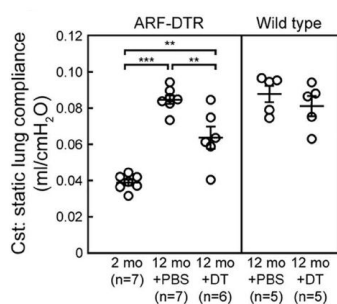 ARF-DTR Wild type
**
*** **
Cst: static lung compliance
(ml/cmH₂O)
0.12
0.10
0.08
0.06
0.04
0.02
0
2 mo 12 mo 12 mo 12 mo 12 mo
(n=7) +PBS +DT +PBS +DT
(n=7) (n=6) (n=5) (n=5)